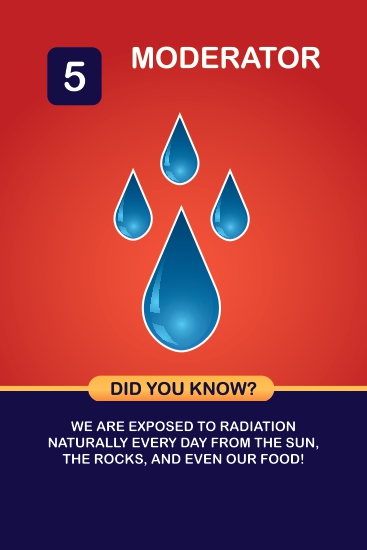 5
MODERATOR
DID YOU KNOW?
WE ARE EXPOSED TO RADIATION
NATURALLY EVERY DAY FROM THE SUN,
THE ROCKS, AND EVEN OUR FOOD!